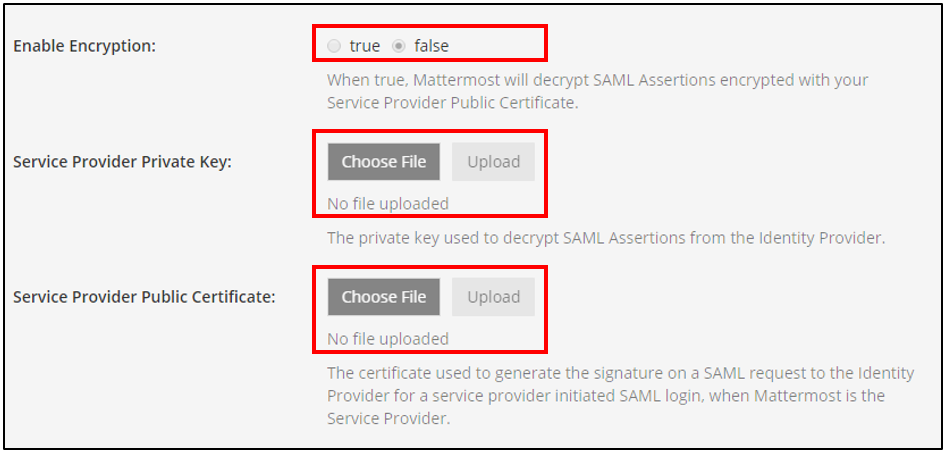 Enable Encryption:
true false
When true, Mattermost will decrypt SAML Assertions encrypted with your
Service Provider Public Certificate.
Service Provider Private Key:
Choose File Upload
No file uploaded
The private key used to decrypt SAML Assertions from the Identity Provider.
Service Provider Public Certificate:
Choose File Upload
No file uploaded
The certificate used to generate the signature on a SAML request to the Identity
Provider for a service provider initiated SAML login, when Mattermost is the
Service Provider.